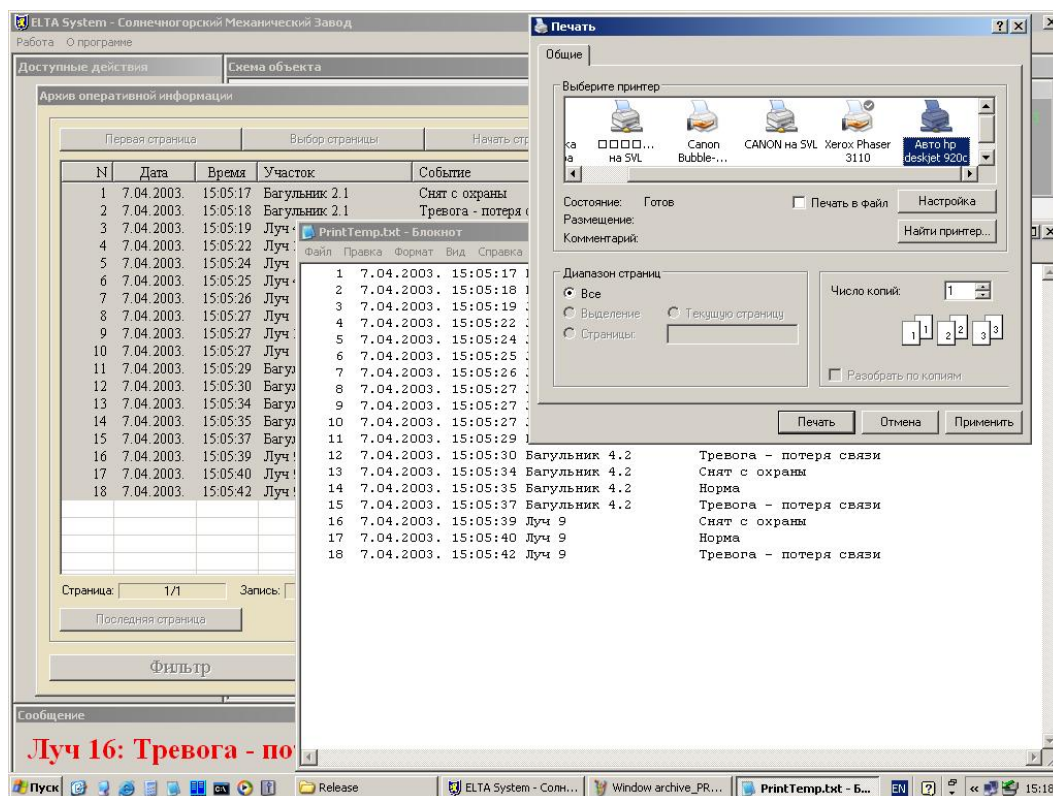 ELTA System - Солнечногорский Механический Завод
Работа О программе
Доступные действия
Схема объекта
Архив оперативной информации
Первая страница
Выбор страницы
Начать
N Дата Время Участок Событие
1 7.04.2003. 15:05:17 Багульник 2.1 Снят с охраны
2 7.04.2003. 15:05:18 Багульник 2.1 Тревога - потеря
3 7.04.2003. 15:05:19 Луч
4 7.04.2003. 15:05:22 Луч
5 7.04.2003. 15:05:24 Луч
6 7.04.2003. 15:05:25 Луч
7 7.04.2003. 15:05:26 Луч
8 7.04.2003. 15:05:27 Луч
9 7.04.2003. 15:05:27 Луч
10 7.04.2003. 15:05:27 Луч
11 7.04.2003. 15:05:29
12 7.04.2003. 15:05:30
13 7.04.2003. 15:05:34
14 7.04.2003. 15:05:35
15 7.04.2003. 15:05:37
16 7.04.2003. 15:05:39 Луч
17 7.04.2003. 15:05:40 Луч
18 7.04.2003. 15:05:42 Луч
Страница: 1/1 Запись:
Последняя страница
Фильтр
Сообщение
Луч 16: Тревога -
PrintTemp.txt - Блокнот
Файл Правка Формат Вид Справка
1 7.04.2003. 15:05:17
2 7.04.2003. 15:05:18
3 7.04.2003. 15:05:19
4 7.04.2003. 15:05:22
5 7.04.2003. 15:05:24
6 7.04.2003. 15:05:25
7 7.04.2003. 15:05:26
8 7.04.2003. 15:05:27
9 7.04.2003. 15:05:27
10 7.04.2003. 15:05:27
11 7.04.2003. 15:05:29
12 7.04.2003. 15:05:30 Багульник 4.2 Тревога - потеря связи
13 7.04.2003. 15:05:34 Багульник 4.2 Снят с охраны
14 7.04.2003. 15:05:35 Багульник 4.2 Норма
15 7.04.2003. 15:05:37 Багульник 4.2 Тревога - потеря связи
16 7.04.2003. 15:05:39 Луч 9 Снят с охраны
17 7.04.2003. 15:05:40 Луч 9 Норма
18 7.04.2003. 15:05:42 Луч 9 Тревога - потеря связи
Печать
Общие
Выберите принтер
на SVL
Canon
Bubble-...
CANON на SVL
Xerox Phaser
3110
Авто hp
deskjet 920c
Состояние: Готов
Размещение:
Комментарий:
Печать в файл
Настройка
Найти принтер...
Диапазон страниц
Все
Выделение
Текущую страницу
Страницы:
Число копий: 1
1 1 2 2 3 3
Разобрать по копиям
Печать
Отмена
Применить
Пуск
Release
ELTA System - Солн...
Window archive_PR...
PrintTemp.txt - Б...
EN
15:18